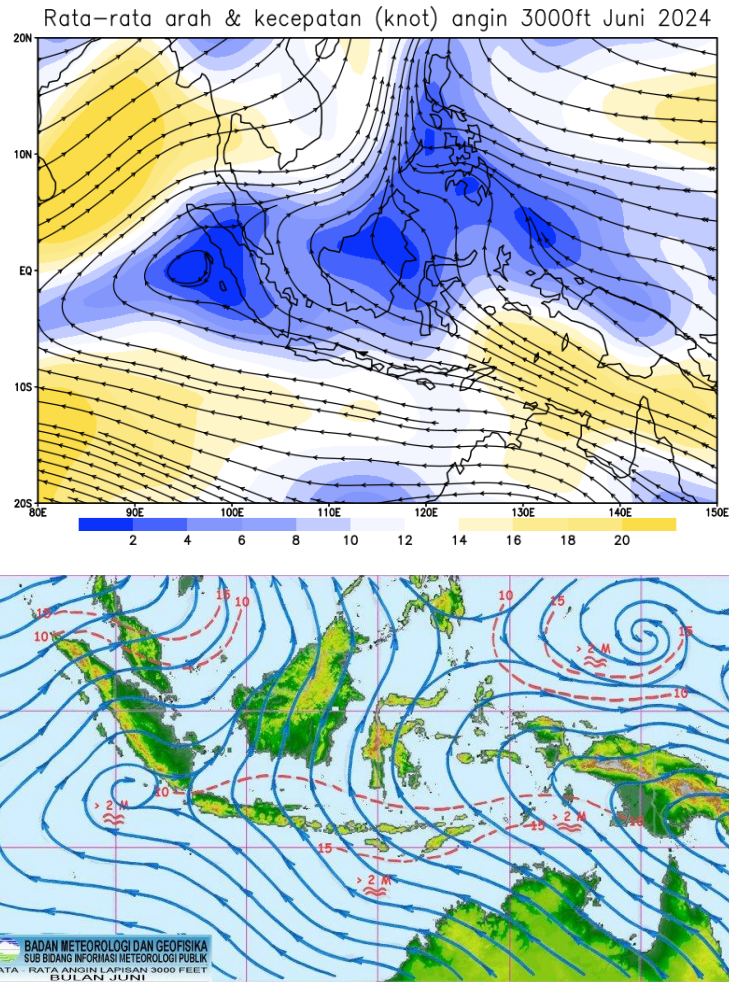 Rata-rata arah & kecepatan (knot) angin 3000ft Juni 2024
20N
10N
EQ
10S
20S
80E 90E 100E 110E 120E 130E 140E 150E
2 4 6 8 10 12 14 16 18 20
15 15 10 10 15
10 15
> 2 M
10
10
> 2 M
10 > 2 M
15 10
15
> 2 M
BADAN METEOROLOGI DAN GEOFISIKA
SUB BIDANG INFORMASI METEOROLOGI PUBLIK
ATA - RATA ANGIN LAPISAN 3000 FEET
BULAN JUNI